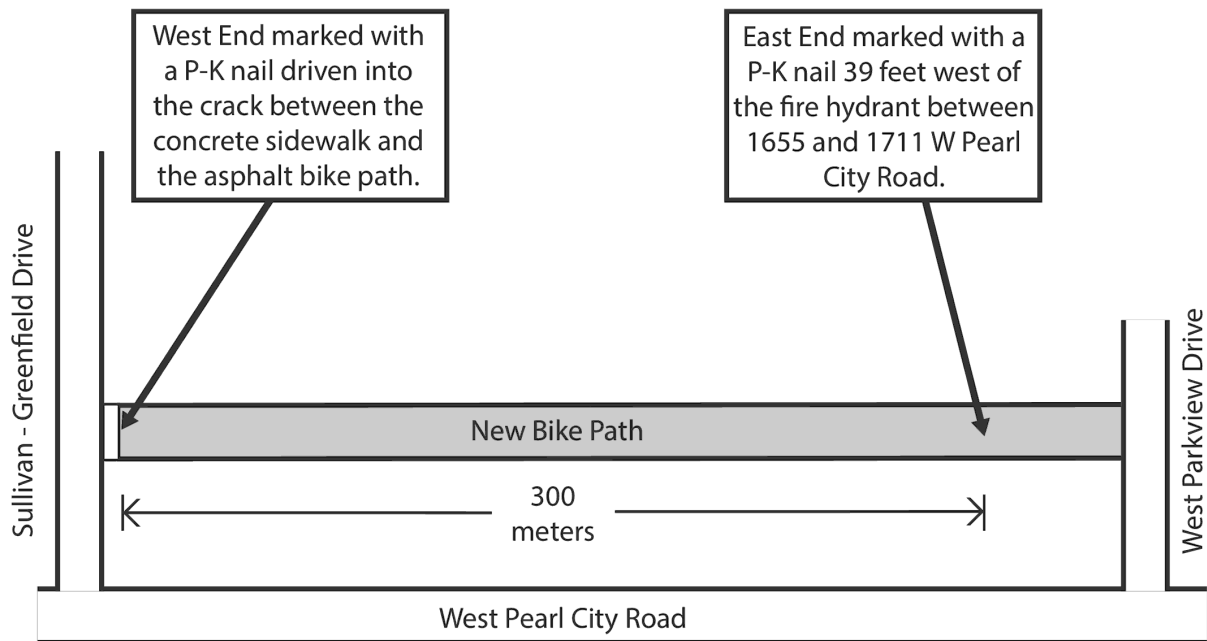 West End marked with
a P-K nail driven into
the crack between the
concrete sidewalk and
the asphalt bike path.
East End marked with a
P-K nail 39 feet west of
the fire hydrant between
1655 and 1711 W Pearl
City Road.
Sullivan - Greenfield Drive
New Bike Path
West Parkview Drive
300
meters
West Pearl City Road